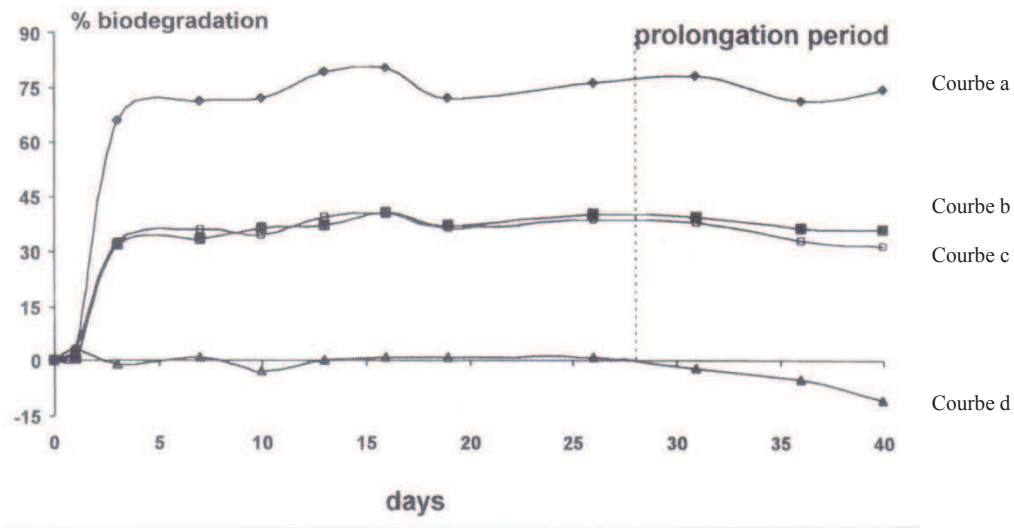 % biodegradation
prolongation period
90
75
60
45
30
15
0
-15
0 5 10 15 20 25 30 35 40
days
Courbe a
Courbe b
Courbe c
Courbe d